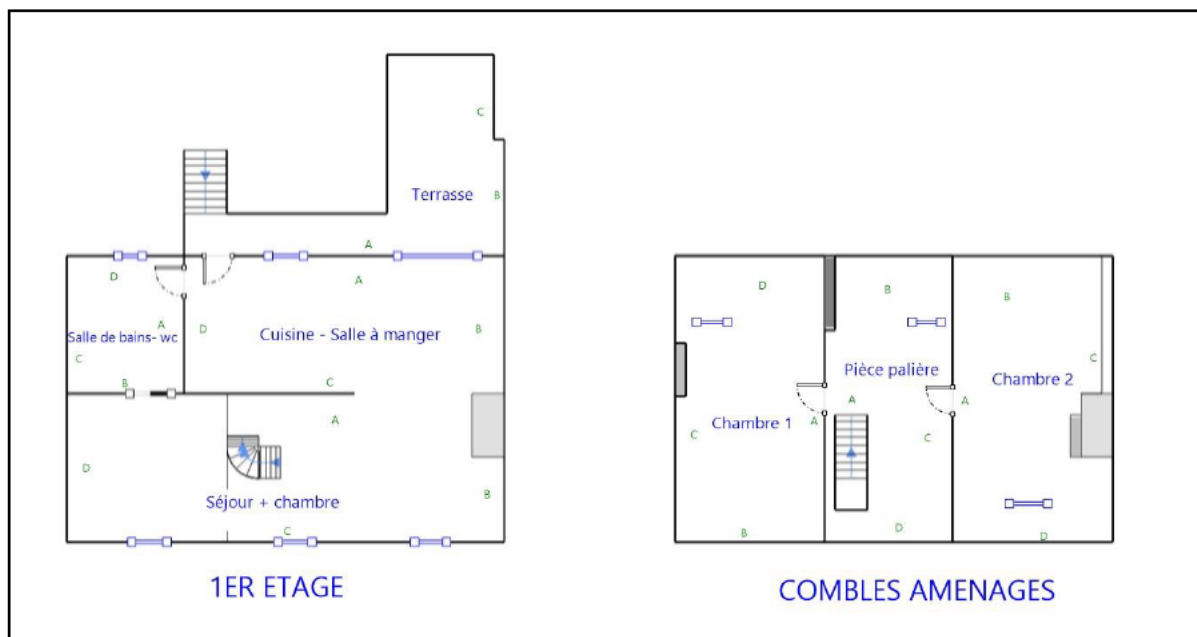 C
Terrasse
B
A
D
A
A
Salle de bains- wc
D
Cuisine - Salle à manger
B
C
B
C
A
D
Séjour + chambre
B
C
1ER ETAGE
D
B
B
Pièce palière
C
Chambre 2
A
A
Chambre 1
A
C
C
B
D
D
COMBLES AMENAGES